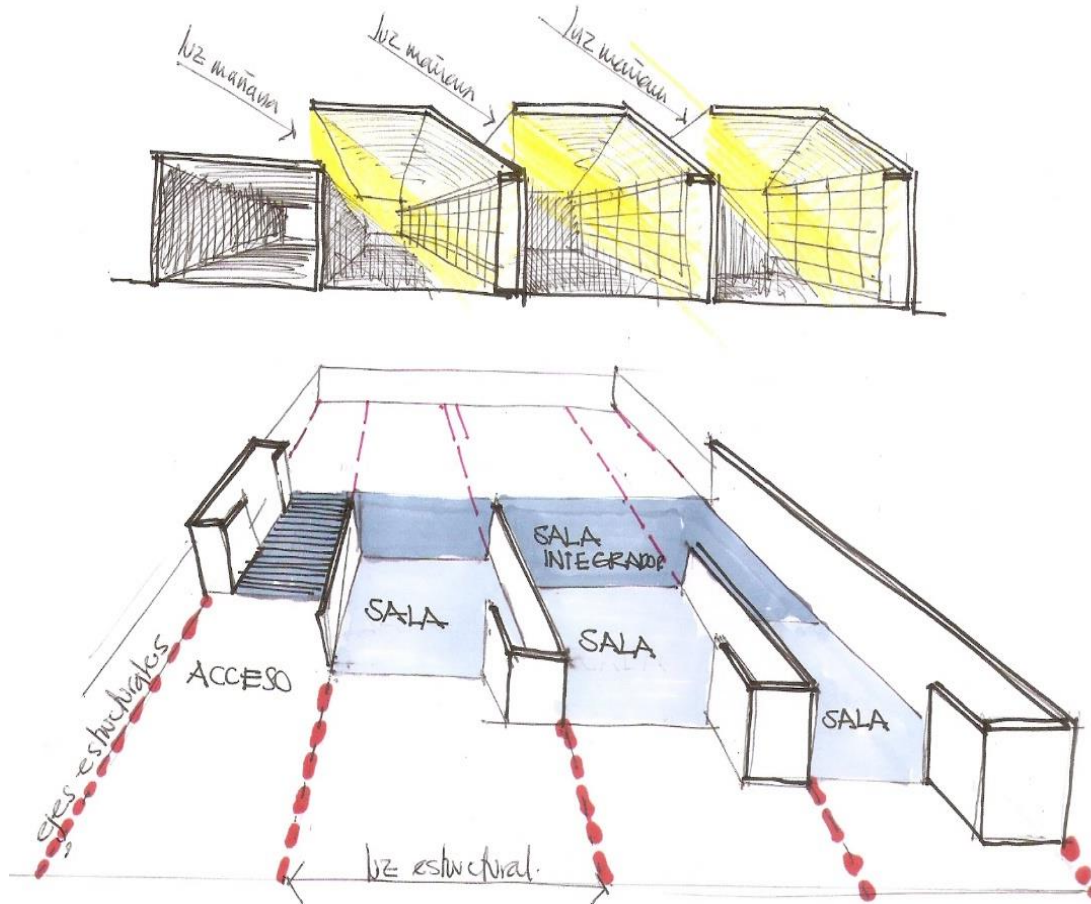 luz mañana
luz mañana
luz mañana
SALA
INTEGRADOR
SALA
SALA
SALA
ACCESO
ejes estructurales
luz estructural.